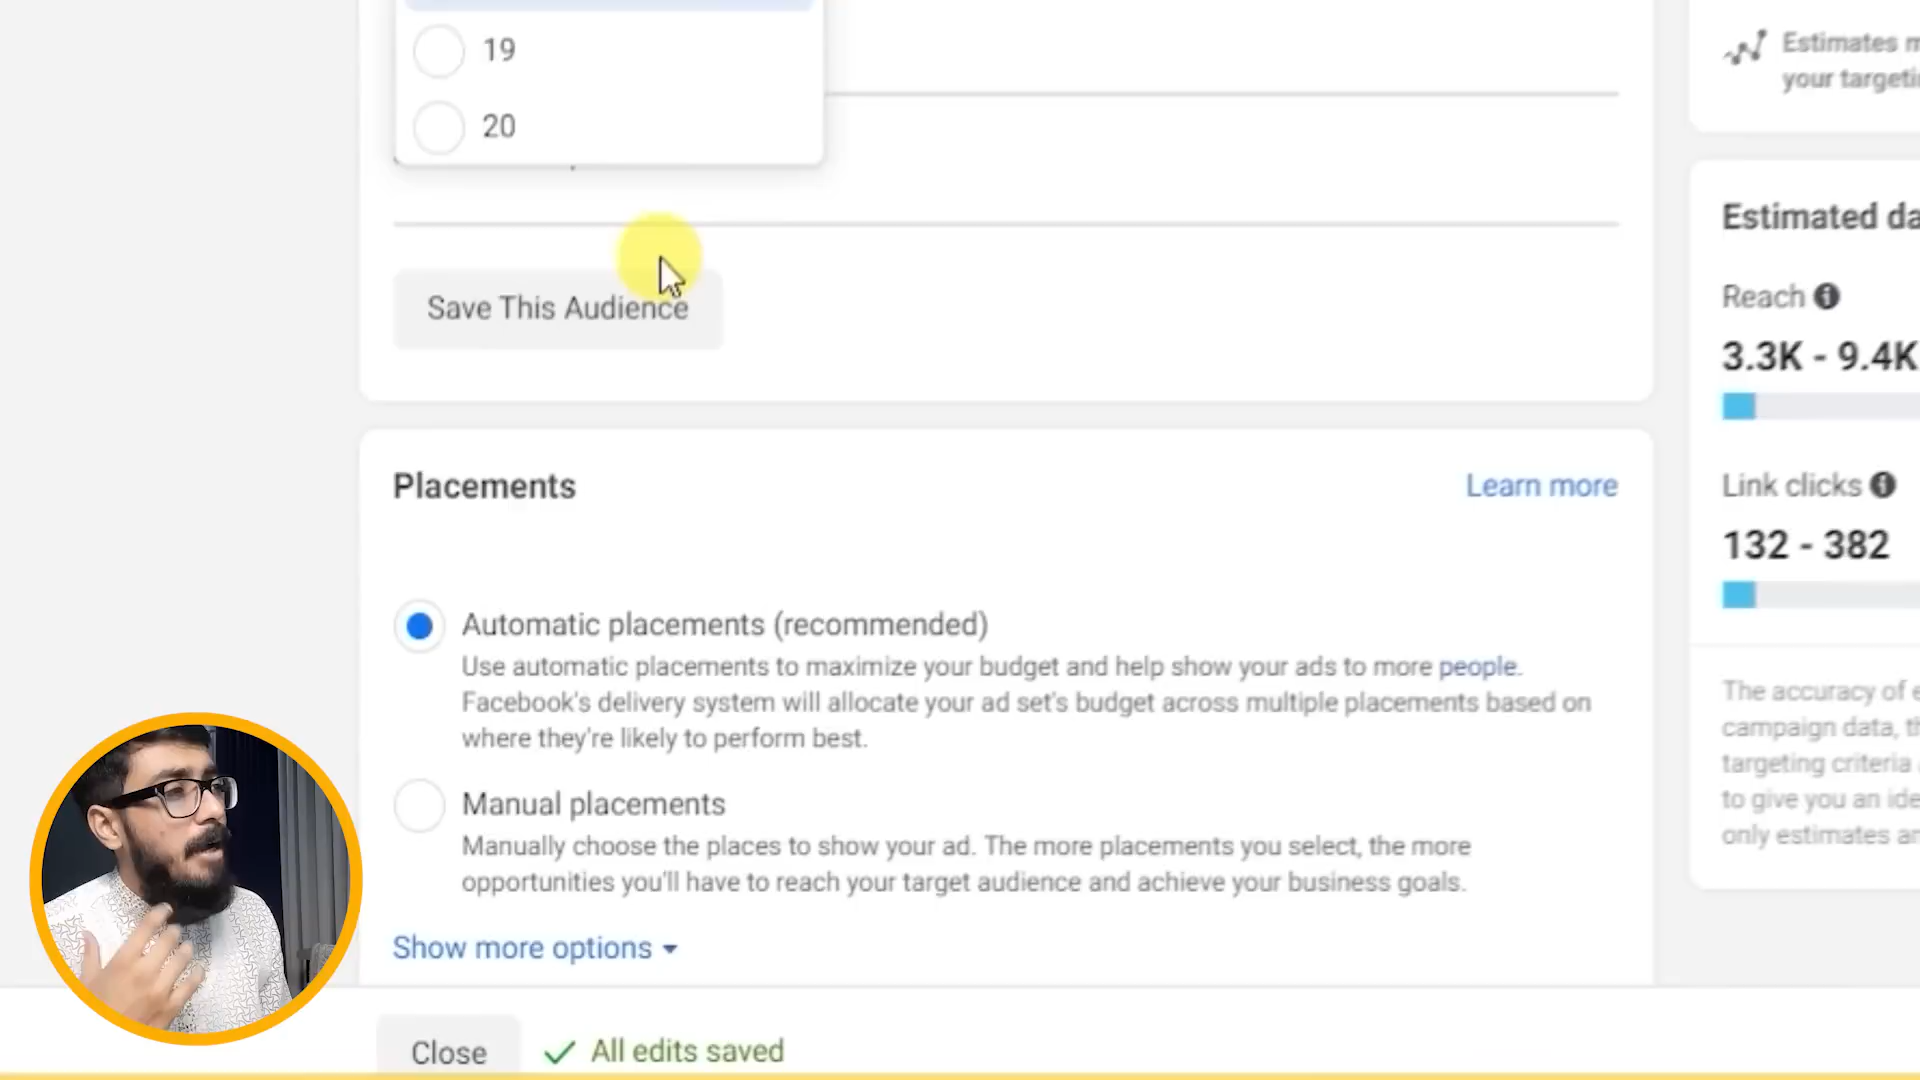 19
20
Save This Audience
Placements
Learn more
Automatic placements (recommended)
Use automatic placements to maximize your budget and help show your ads to more people.
Facebook's delivery system will allocate your ad set's budget across multiple placements based on
where they're likely to perform best.
Manual placements
Manually choose the places to show your ad. The more placements you select, the more
opportunities you'll have to reach your target audience and achieve your business goals.
Show more options
Close
All edits saved
Estimates
your
Estimated
Reach
3.3K - 9.4K
Link clicks
132 - 382
The accuracy of
campaign data,
targeting criteria
to give you an
only estimates